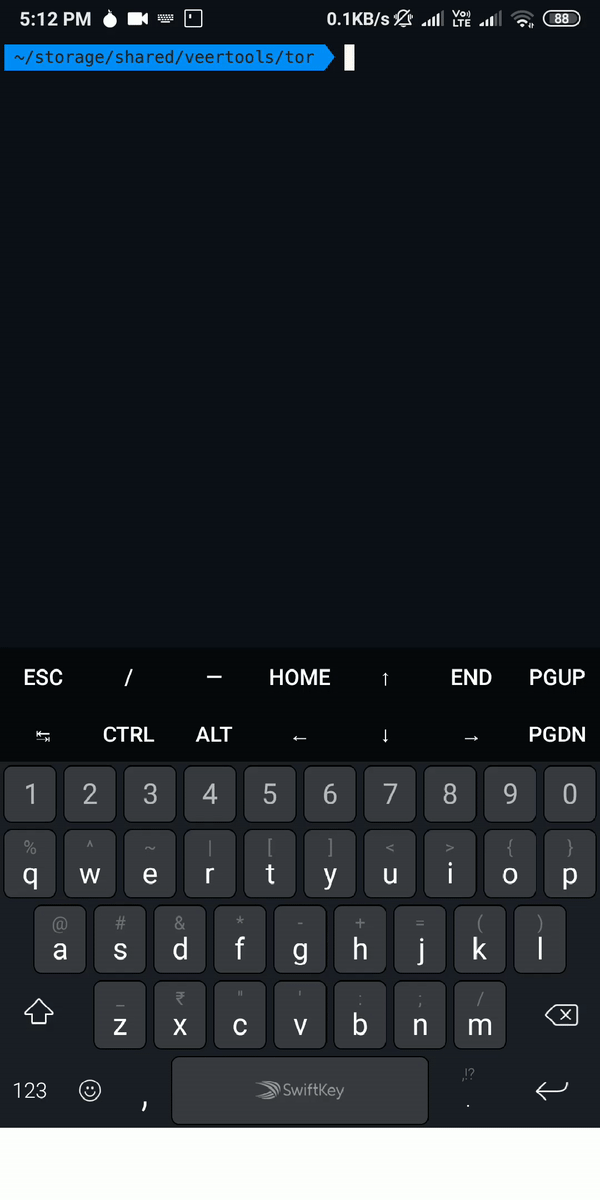 5:12 PM 0.1KB/s Vo)) LTE 88
~/storage/shared/veertools/tor
ESC / — HOME ↑ END PGUP
↹ CTRL ALT ← ↓ → PGDN
1 2 3 4 5 6 7 8 9 0
% ^ ~ | [ ] < > { }
q w e r t y u i o p
@ # & * - + = ( )
a s d f g h j k l
_ ₹ " ' : ; /
z x c v b n m
123 , SwiftKey ,!? .